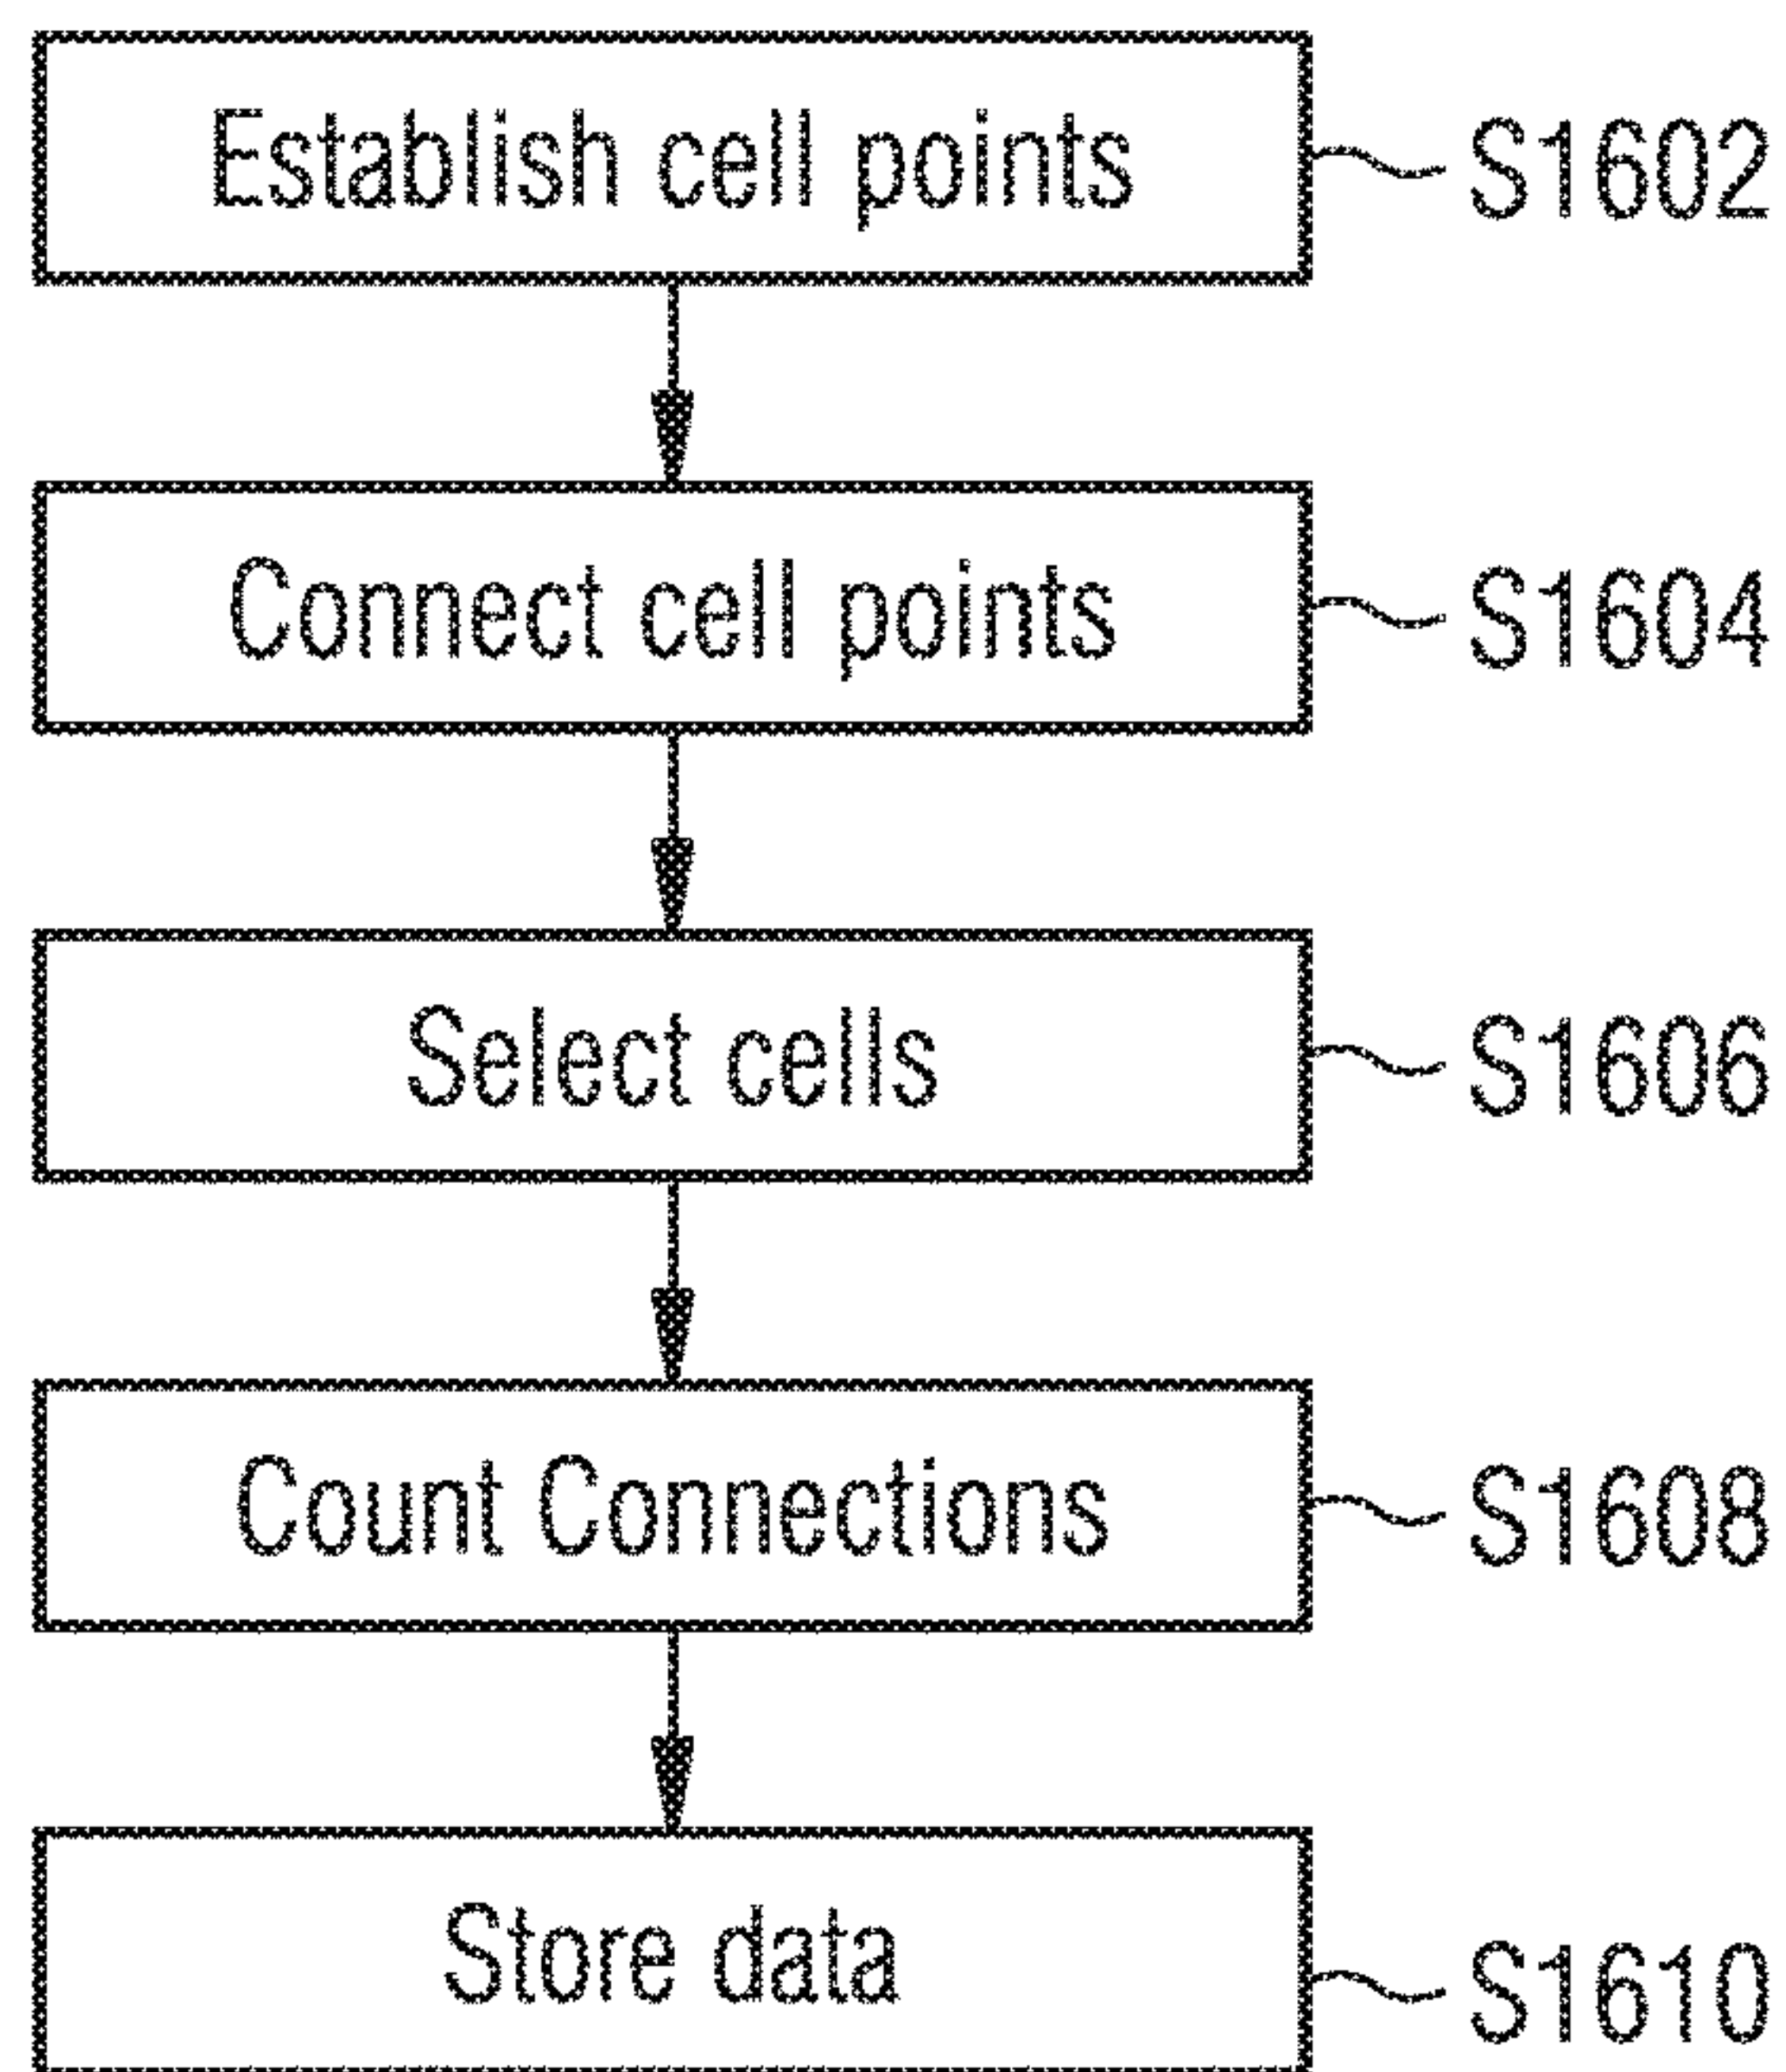 Establish cell points
S1602
Connect cell points
S1604
Select cells
S1606
Count Connections
S1608
Store data
S1610